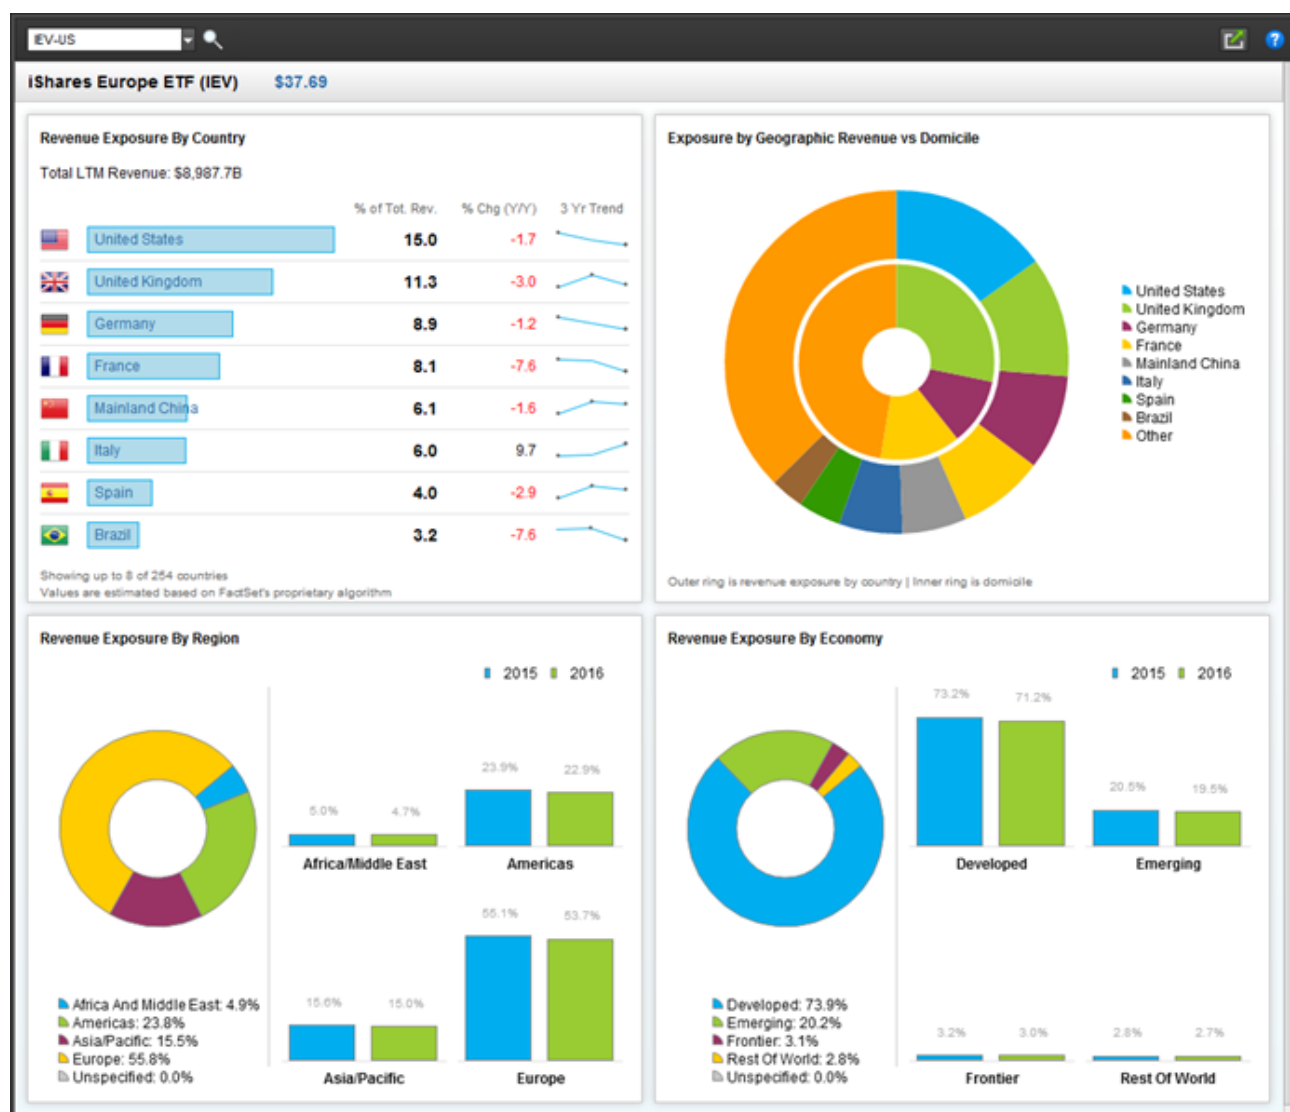 IEV-US
iShares Europe ETF (IEV) $37.69
Revenue Exposure By Country
Total LTM Revenue: $8,987.7B
% of Tot. Rev. % Chg (Y/Y) 3 Yr Trend
United States 15.0 -1.7
United Kingdom 11.3 -3.0
Germany 8.9 -1.2
France 8.1 -7.6
Mainland China 6.1 -1.6
Italy 6.0 9.7
Spain 4.0 -2.9
Brazil 3.2 -7.6
Showing up to 8 of 254 countries
Values are estimated based on FactSet's proprietary algorithm
Exposure by Geographic Revenue vs Domicile
United States
United Kingdom
Germany
France
Mainland China
Italy
Spain
Brazil
Other
Outer ring is revenue exposure by country | Inner ring is domicile
Revenue Exposure By Region
2015 2016
5.0% 4.7%
Africa/Middle East
23.9% 22.9%
Americas
15.6% 15.0%
Asia/Pacific
55.1% 53.7%
Europe
Africa And Middle East: 4.9%
Americas: 23.8%
Asia/Pacific: 15.5%
Europe: 55.8%
Unspecified: 0.0%
Revenue Exposure By Economy
2015 2016
73.2% 71.2%
Developed
20.5% 19.5%
Emerging
3.2% 3.0%
Frontier
2.8% 2.7%
Rest Of World
Developed: 73.9%
Emerging: 20.2%
Frontier: 3.1%
Rest Of World: 2.8%
Unspecified: 0.0%